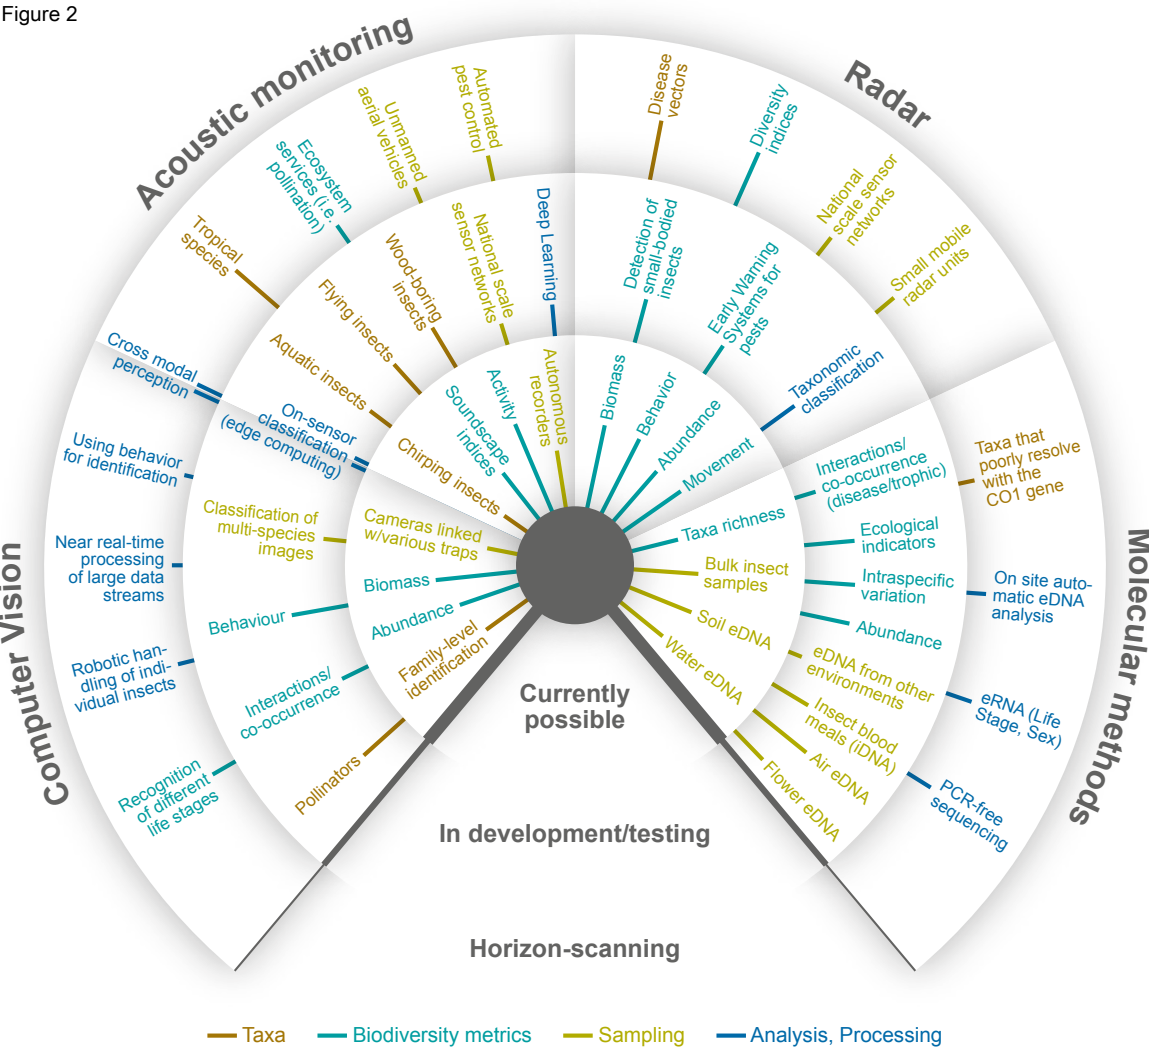 Figure 2
Acoustic monitoring
Radar
Computer Vision
Molecular methods
Tropical
species
Ecosystem
services (i.e.
pollination)
Unmanned
aerial vehicles
Automated
pest control
Aquatic insects
Flying insects
Wood-boring
insects
National scale
sensor networks
Deep Learning
Chirping insects
Soundscape
indices
Activity
Autonomous
recorders
Disease
vectors
Diversity
indices
National
scale sensor
networks
Small mobile
radar units
Detection of
small-bodied
insects
Early Warning
Systems for
pests
Taxonomic
classification
Biomass
Behavior
Abundance
Movement
Cross modal
perception
On-sensor
classification
(edge computing)
Using behavior
for identification
Near real-time
processing
of large data
streams
Robotic han-
dling of indi-
vidual insects
Recognition
of different
life stages
Classification of
multi-species
images
Behaviour
Interactions/
co-occurrence
Pollinators
Cameras linked
w/various traps
Biomass
Abundance
Family-level
identification
Taxa richness
Bulk insect
samples
Soil eDNA
Water eDNA
Interactions/
co-occurrence
(disease/trophic)
Ecological
indicators
Intraspecific
variation
Abundance
eDNA from other
environments
Insect blood
meals (iDNA)
Air eDNA
Flower eDNA
Taxa that
poorly resolve
with the
CO1 gene
On site auto-
matic eDNA
analysis
eRNA (Life
Stage, Sex)
PCR-free
sequencing
Currently
possible
In development/testing
Horizon-scanning
Taxa
Biodiversity metrics
Sampling
Analysis, Processing